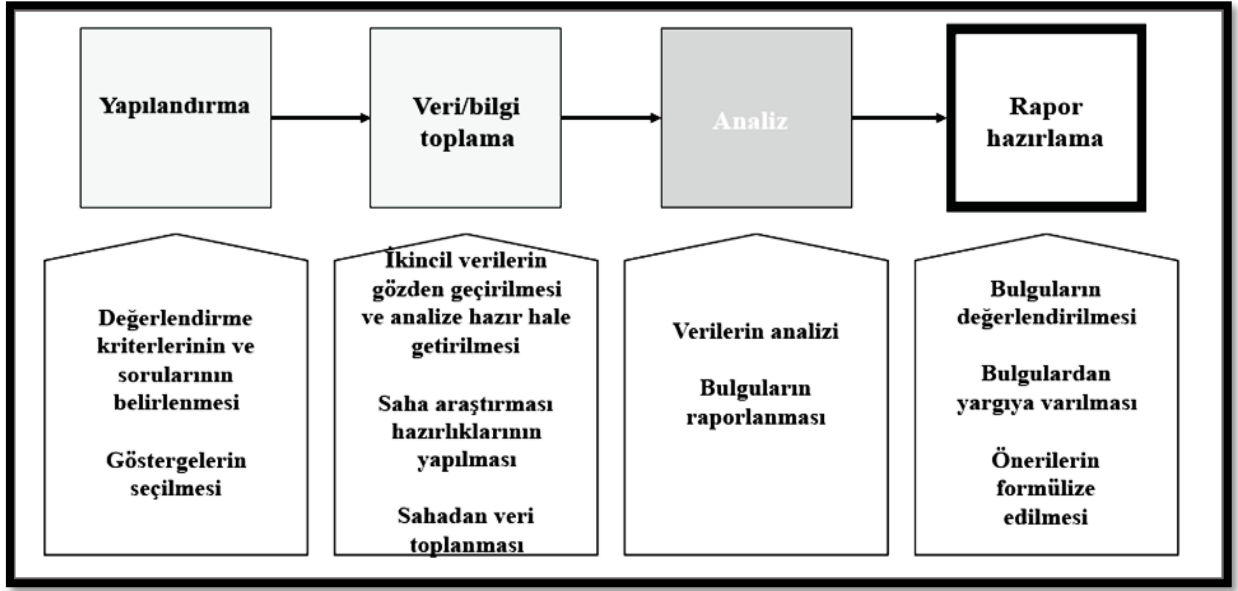 Yapılandırma
Veri/bilgi
toplama
Analiz
Rapor
hazırlama
Değerlendirme
kriterlerinin ve
sorularının
belirlenmesi
Göstergelerin
seçilmesi
İkincil verilerin
gözden geçirilmesi
ve analize hazır hale
getirilmesi
Saha araştırması
hazırlıklarının
yapılması
Sahadan veri
toplanması
Verilerin analizi
Bulguların
raporlanması
Bulguların
değerlendirilmesi
Bulgulardan
yargıya varılması
Önerilerin
formülize
edilmesi